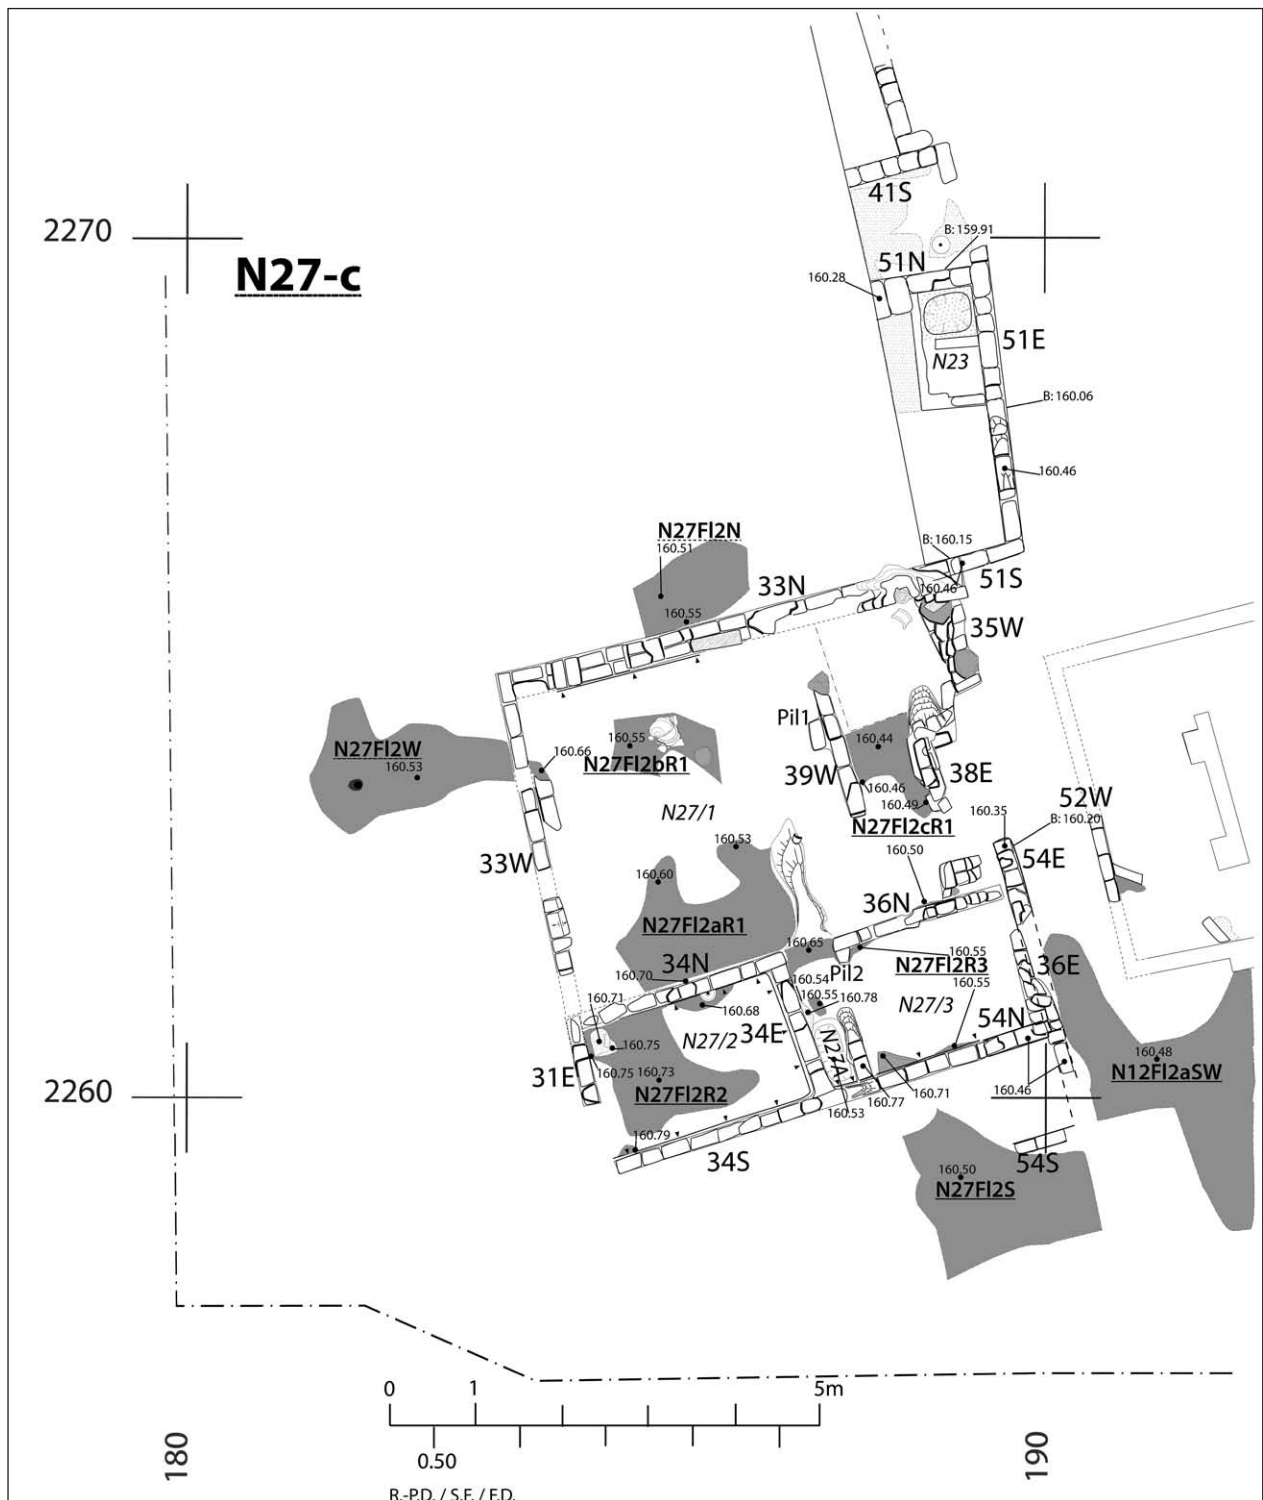 41S
2270
B: 159.91
51N
N27-c
160.28
51E
N23
B: 160.06
160.46
N27Fl2N
160.51
B: 160.15
33N
51S
160.46
160.55
35W
Pil1
160.55
N27Fl2W
160.53
160.66
160.44
N27Fl2bR1
39W
160.46
38E
160.49
52W
N27/1
N27Fl2cR1
160.35
B: 160.20
160.53
160.50
54E
33W
160.60
36N
N27Fl2aR1
160.65
160.55
34N
Pil2
N27Fl2R3
36E
160.70
160.54
160.55
160.71
160.55
160.78
160.68
N27/3
54N
N27/2
34E
N27A
160.75
160.48
31E
160.75
160.73
N12Fl2aSW
2260
N27Fl2R2
160.77
160.71
160.46
160.53
160.79
34S
54S
160.50
N27Fl2S
0
1
5m
0.50
180
190
R.-P.D. / S.F. / F.D.